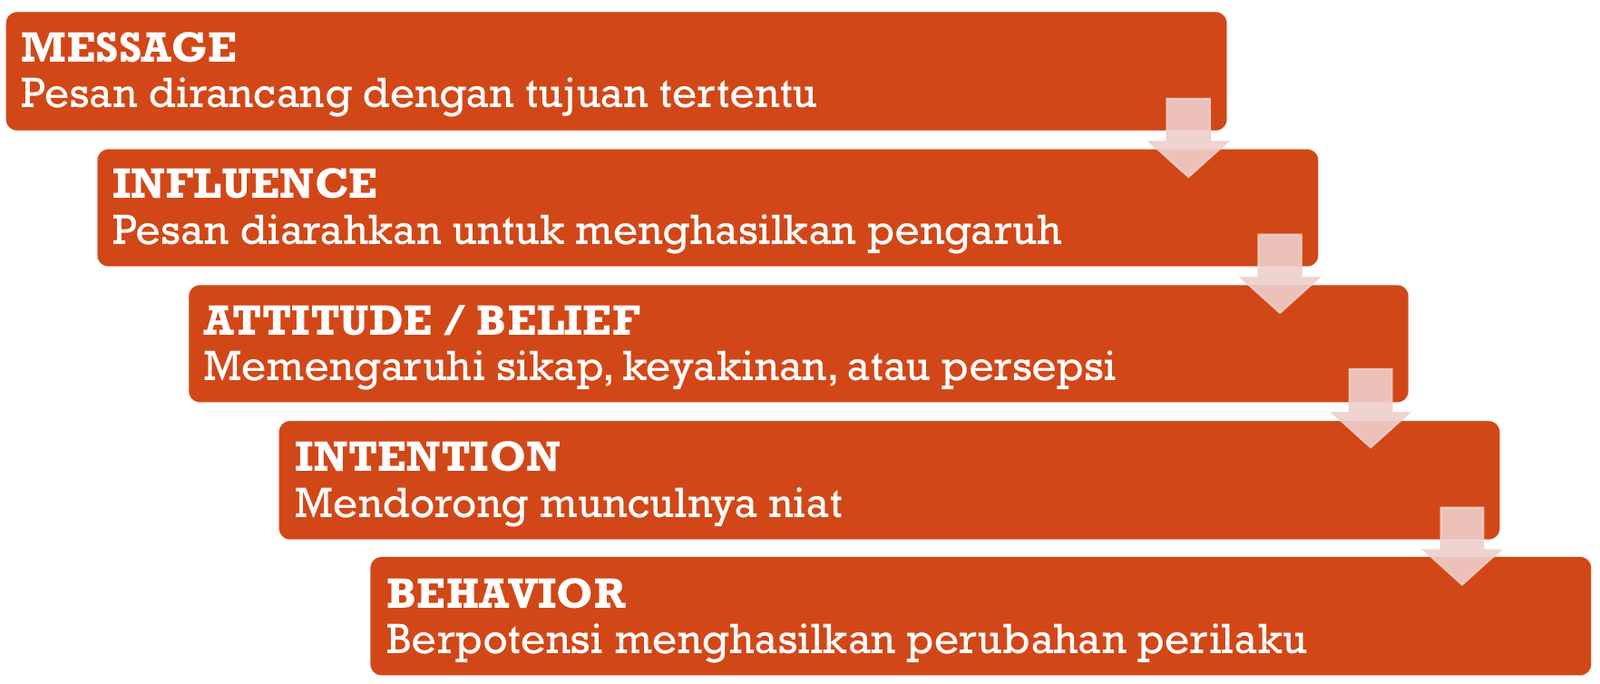 MESSAGE
Pesan dirancang dengan tujuan tertentu
INFLUENCE
Pesan diarahkan untuk menghasilkan pengaruh
ATTITUDE / BELIEF
Memengaruhi sikap, keyakinan, atau persepsi
INTENTION
Mendorong munculnya niat
BEHAVIOR
Berpotensi menghasilkan perubahan perilaku